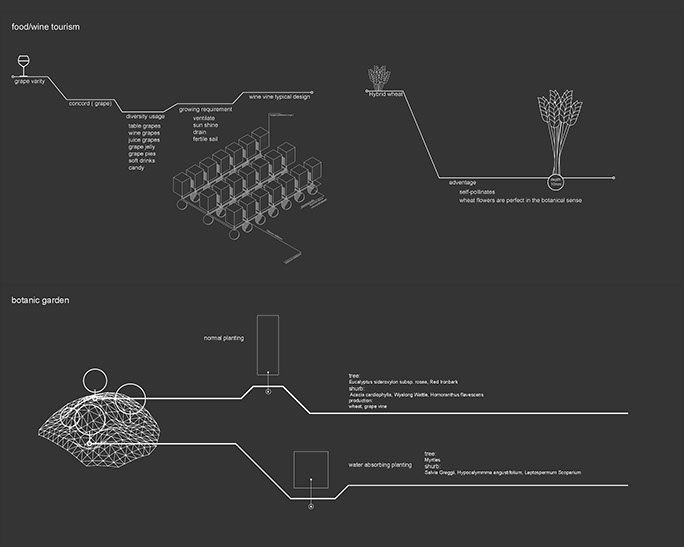 food/wine tourism
grape varity
concord ( grape)
diversity usage
table grapes
wine grapes
juice grapes
grape jelly
grape pies
soft drinks
candy
growing requirement
ventilate
sun shine
drain
fertile sail
wine vine typical design
Hybrid wheat
advantage
self-pollinates
wheat flowers are perfect in the botanical sense
botanic garden
normal planting
tree:
Eucalyptus sideroxylon subsp. rosea, Red Ironbark
shurb:
Acacia cardiophylla, Wyalong Wattle, Homoranthus flavescens
production:
wheat, grape vine
water absorbing planting
tree:
Myrtles
shurb:
Salvia Greggii, Hypocalymmma angustifolium, Leptospermum Scoparium